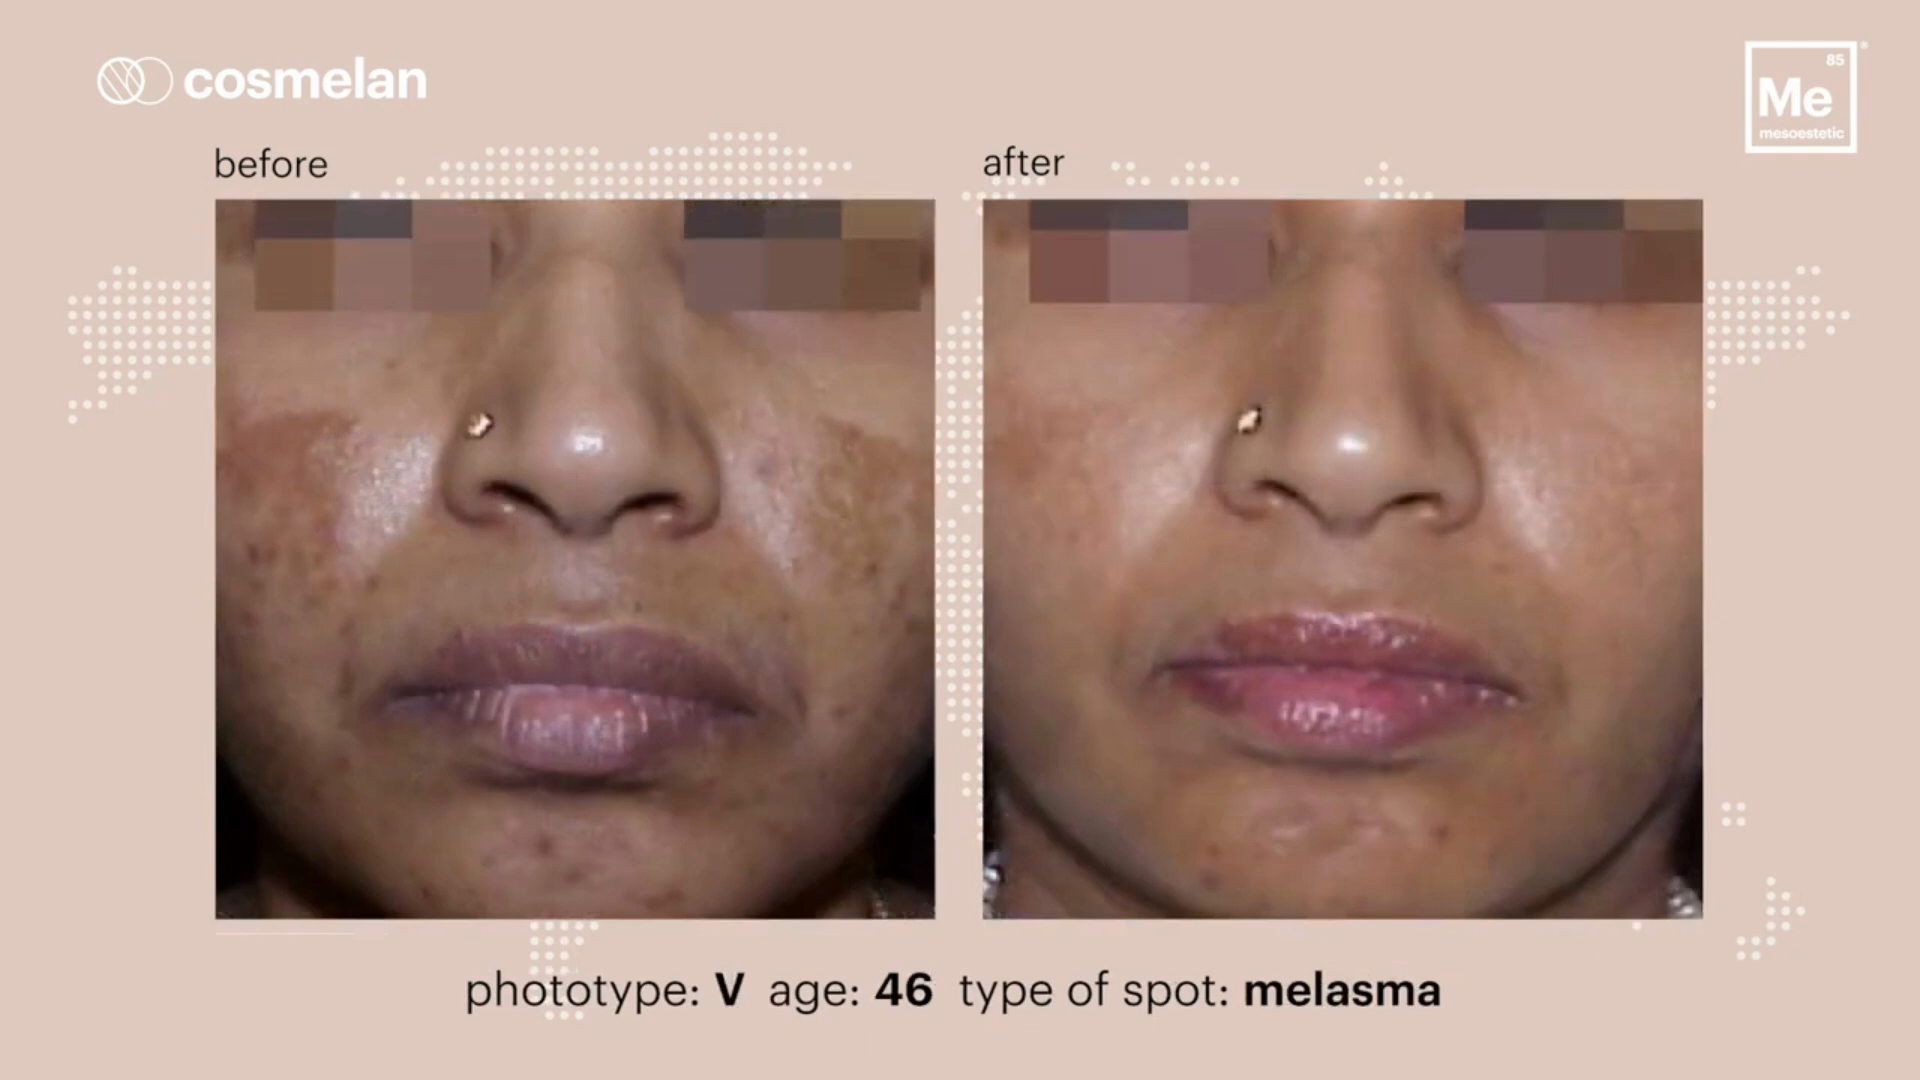 cosmelan
85
Me
mesoestetic
before
after
phototype: V age: 46 type of spot: melasma